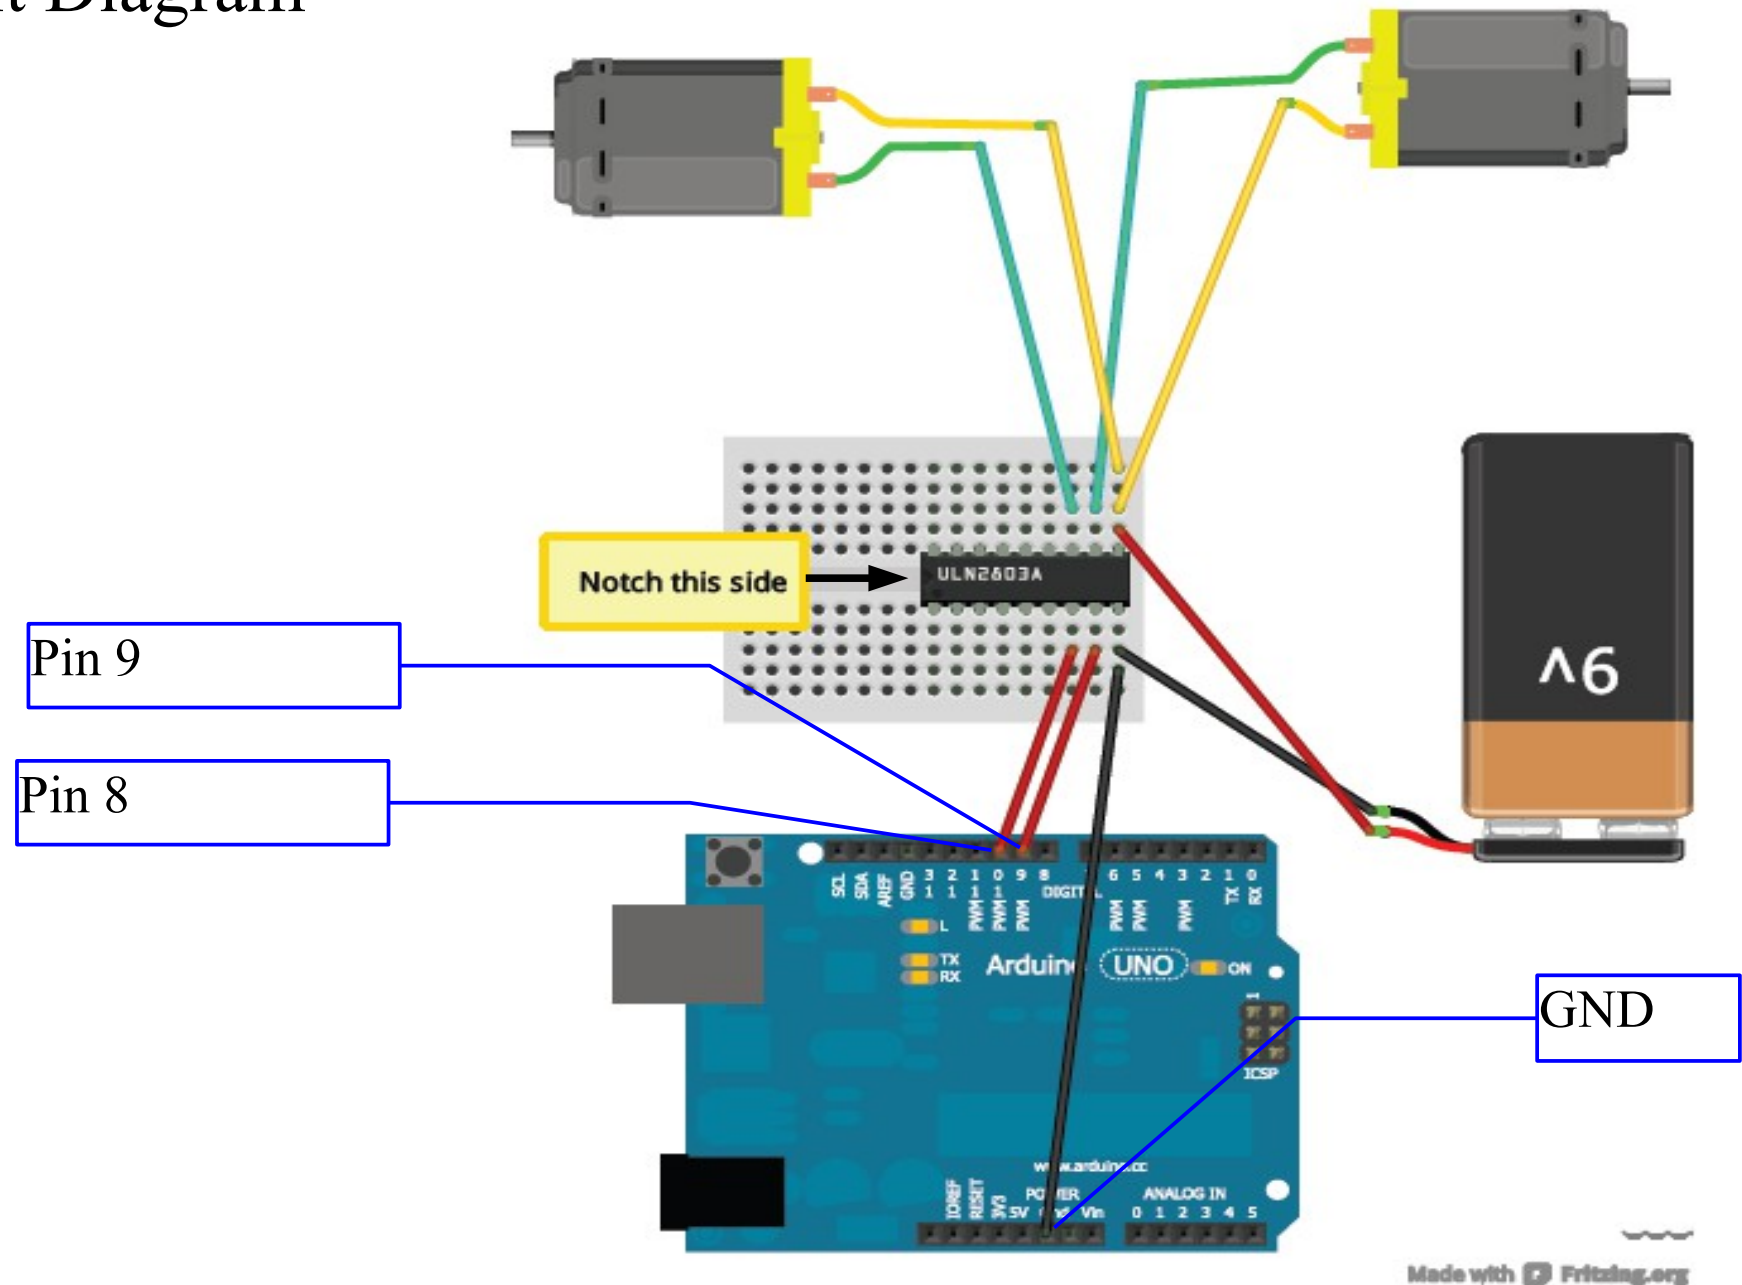 Diagram
Notch this side
ULN2803A
Pin 9
Pin 8
9V
SCL
SDA
AREF
GND
13
12
PWM 11
PWM 10
PWM 9
8
DIGITAL
PWM 6
PWM 5
4
PWM 3
2
TX 1
RX 0
L
TX
RX
Arduino UNO
ON
1
ICSP
GND
www.arduino.cc
POWER
ANALOG IN
IOREF
RESET
3V3
5V
Gnd
Vin
0 1 2 3 4 5
Made with Fritzing.org